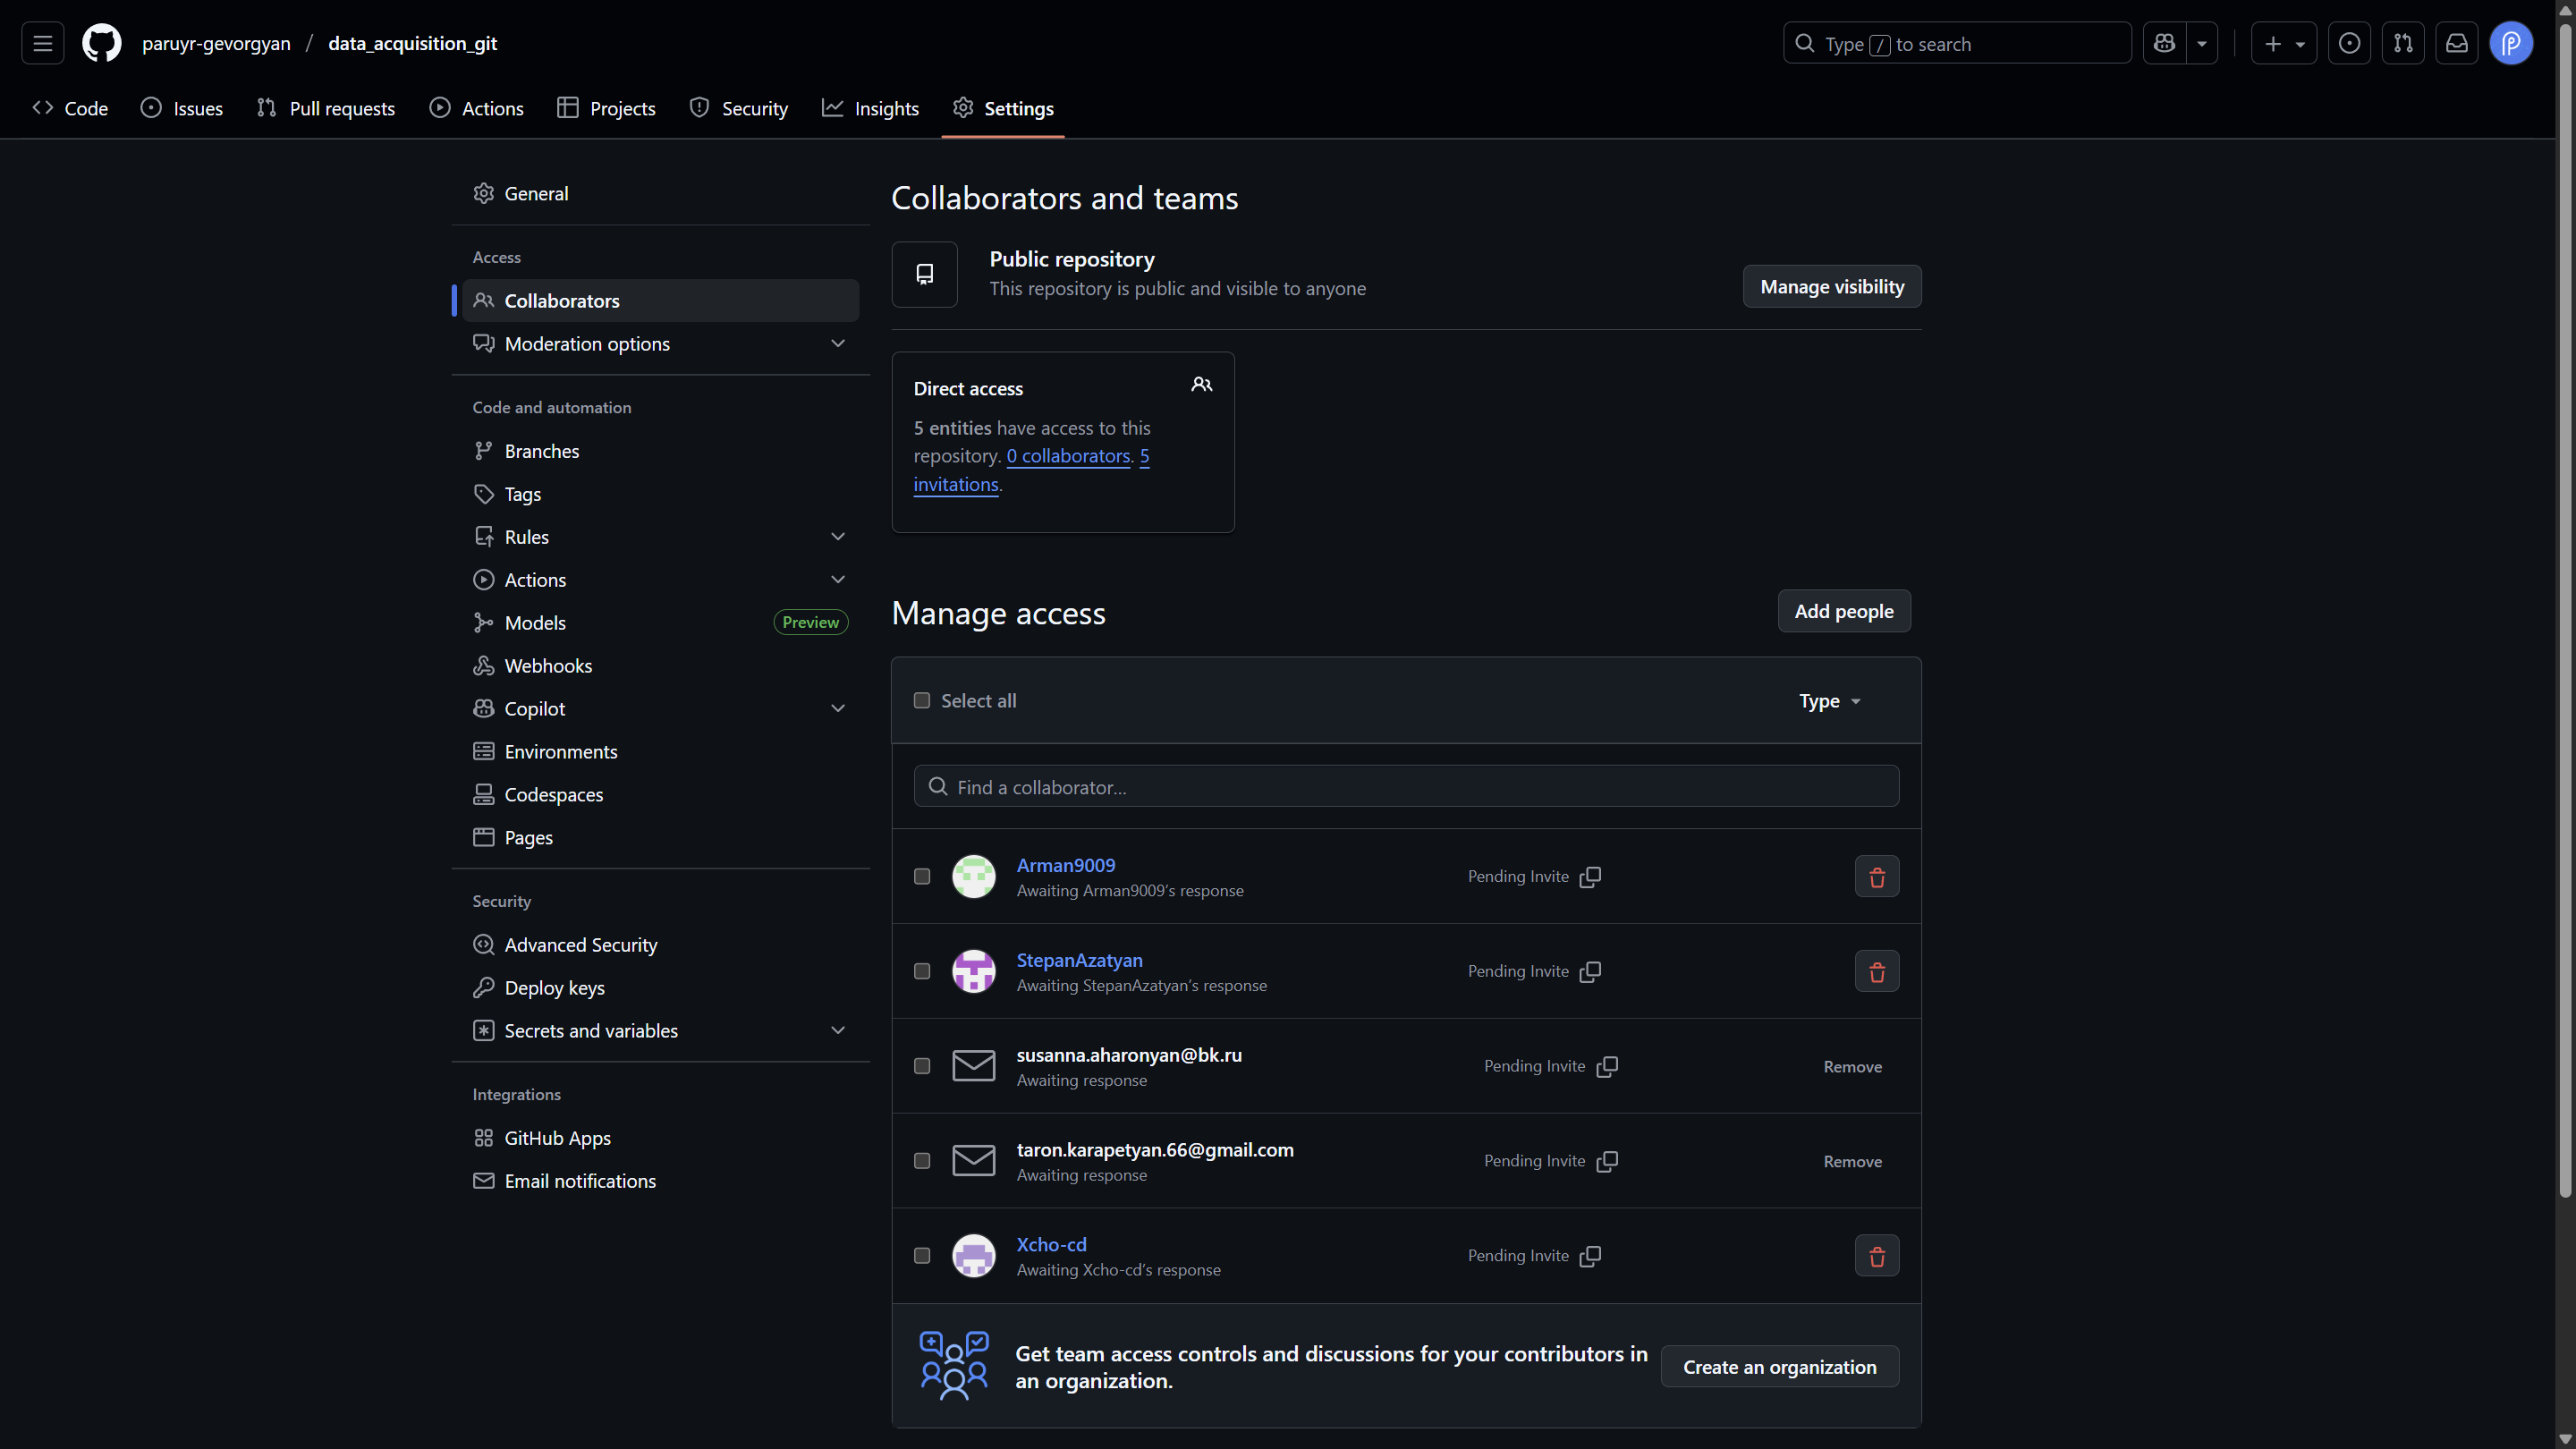 paruyr-gevorgyan / data_acquisition_git
Type / to search
Code Issues Pull requests Actions Projects Security Insights Settings
General
Access
Collaborators
Moderation options
Code and automation
Branches
Tags
Rules
Actions
Models Preview
Webhooks
Copilot
Environments
Codespaces
Pages
Security
Advanced Security
Deploy keys
Secrets and variables
Integrations
GitHub Apps
Email notifications
Collaborators and teams
Public repository
This repository is public and visible to anyone
Manage visibility
Direct access
5 entities have access to this
repository. 0 collaborators. 5
invitations.
Manage access
Add people
Select all
Type
Find a collaborator...
Arman9009
Awaiting Arman9009's response
Pending Invite
StepanAzatyan
Awaiting StepanAzatyan's response
Pending Invite
susanna.aharonyan@bk.ru
Awaiting response
Pending Invite
Remove
taron.karapetyan.66@gmail.com
Awaiting response
Pending Invite
Remove
Xcho-cd
Awaiting Xcho-cd's response
Pending Invite
Get team access controls and discussions for your contributors in
an organization.
Create an organization